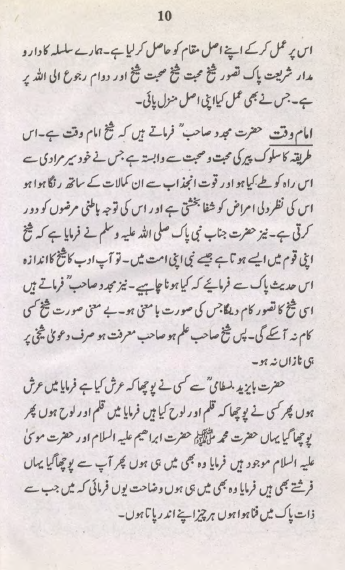 10
اس پر عمل کر کے اپنے اصل مقام کو حاصل کر لیا ہے۔ ہمارے سلسلہ کا دارو
مدار شریعت پاک تصور شیخ محبت شیخ صحبت شیخ اور دوام رجوع الی اللہ پر
ہے۔ جس نے بھی عمل کیا اپنی اصل منزل پائی۔
امام وقت حضرت مجدد صاحبؒ فرماتے ہیں کہ شیخ امام وقت ہے۔ اس
طریقہ کا سلوک پیر کی محبت و صحبت سے وابستہ ہے جس نے خود سیر مرادی سے
اس راہ کو طے کیا ہو اور قوت انجذاب سے ان کمالات کے ساتھ رنگا ہوا ہو
اس کی نظر دلی امراض کو شفا بخشتی ہے اور اس کی توجہ باطنی مرضوں کو دور
کرتی ہے۔ نیز حضرت جناب نبی پاک صلی اللہ علیہ وسلم نے فرمایا ہے کہ شیخ
اپنی قوم میں ایسے ہوتا ہے جیسے نبی اپنی امت میں۔ تو آپ ادب کا شیخ کا اندازہ
اس حدیث پاک سے فرمائیے کہ کیا ہونا چاہیے۔ نیز مجدد صاحبؒ فرماتے ہیں
اسی شیخ کا تصور کام دیگا جس کی صورت با معنی ہو۔ بے معنی صورت شیخ کسی
کام نہ آ سکے گی۔ پس شیخ صاحب علم ہو صاحب معرفت ہو صرف دعویٰ شیخی پر
ہی نازاں نہ ہو۔
حضرت بایزید بسطامیؒ سے کسی نے پوچھا کہ عرش کیا ہے فرمایا میں عرش
ہوں پھر کسی نے پوچھا کہ قلم اور لوح کیا ہیں فرمایا میں قلم اور لوح ہوں پھر
پوچھا گیا یہاں حضرت محمد ﷺ حضرت ابراھیم علیہ السلام اور حضرت موسیٰ
علیہ السلام موجود ہیں فرمایا وہ بھی میں ہی ہوں پھر آپ سے پوچھا گیا یہاں
فرشتے بھی ہیں فرمایا وہ بھی میں ہی ہوں وضاحت یوں فرمائی کہ میں جب سے
ذات پاک میں فنا ہوا ہوں ہر چیز اپنے اندر پاتا ہوں۔